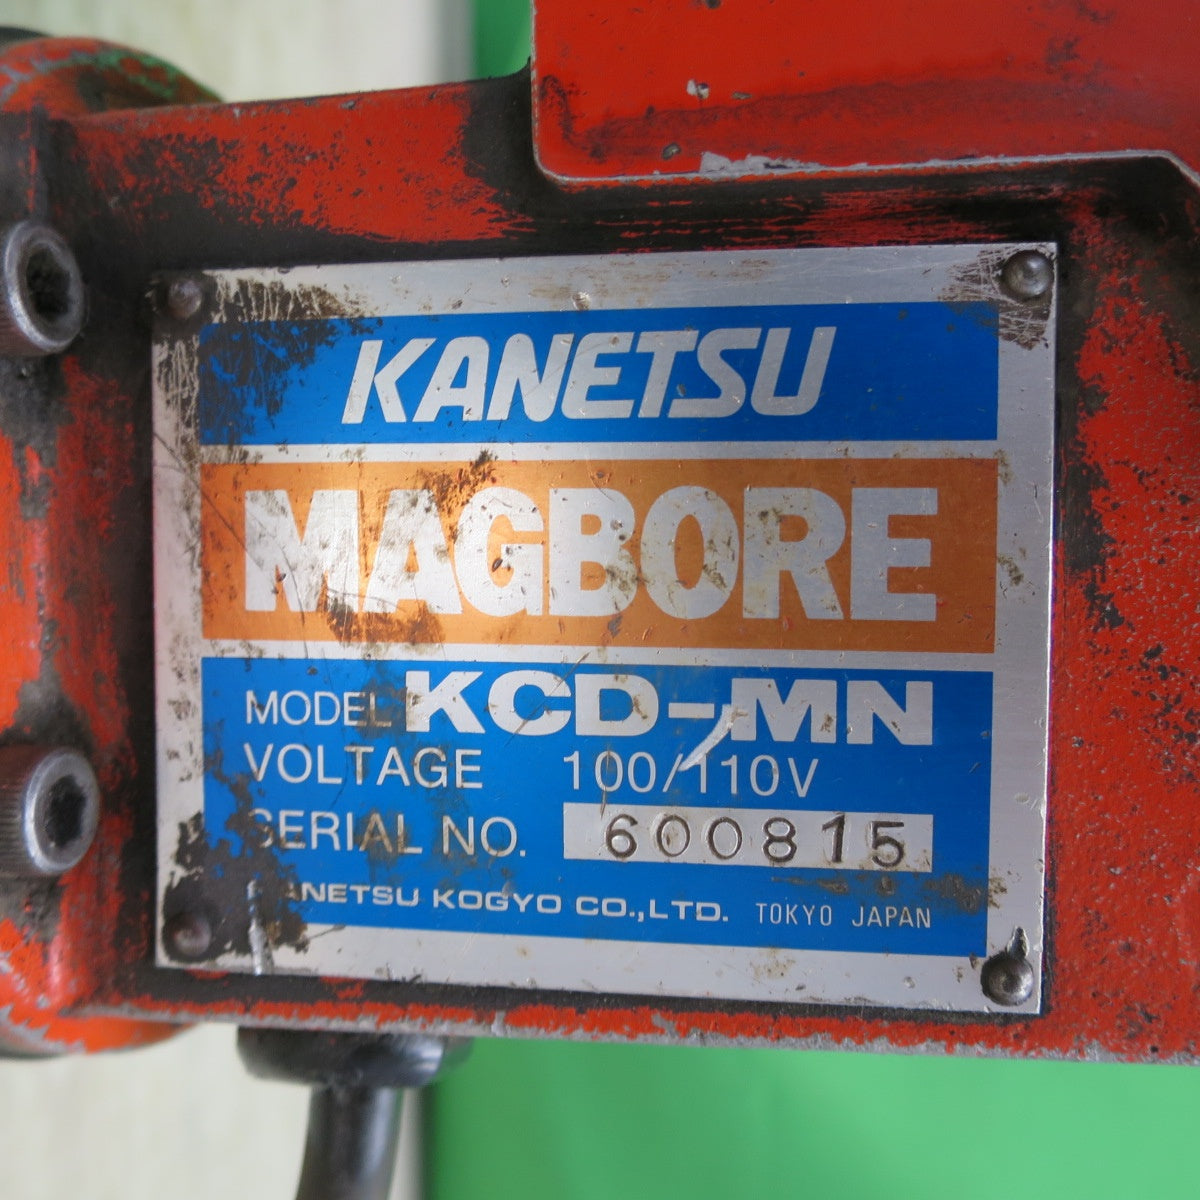 KANETSU
MAGBORE
MODEL KCD-MN
VOLTAGE 100/110V
SERIAL NO. 600815
KANETSU KOGYO CO.,LTD. TOKYO JAPAN